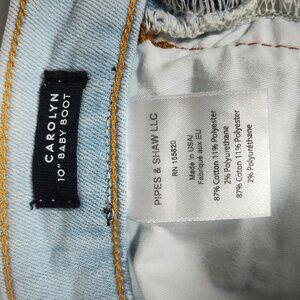 CAROLYN
10" BABY BOOT
PIPES & SHAW LLC
RN 155820
Made in USA/
Fabriqué aux EU
87% Cotton 11% Polyester
2% Polyurethane
87% Coton 11% Polyester
2% Polyuréthane